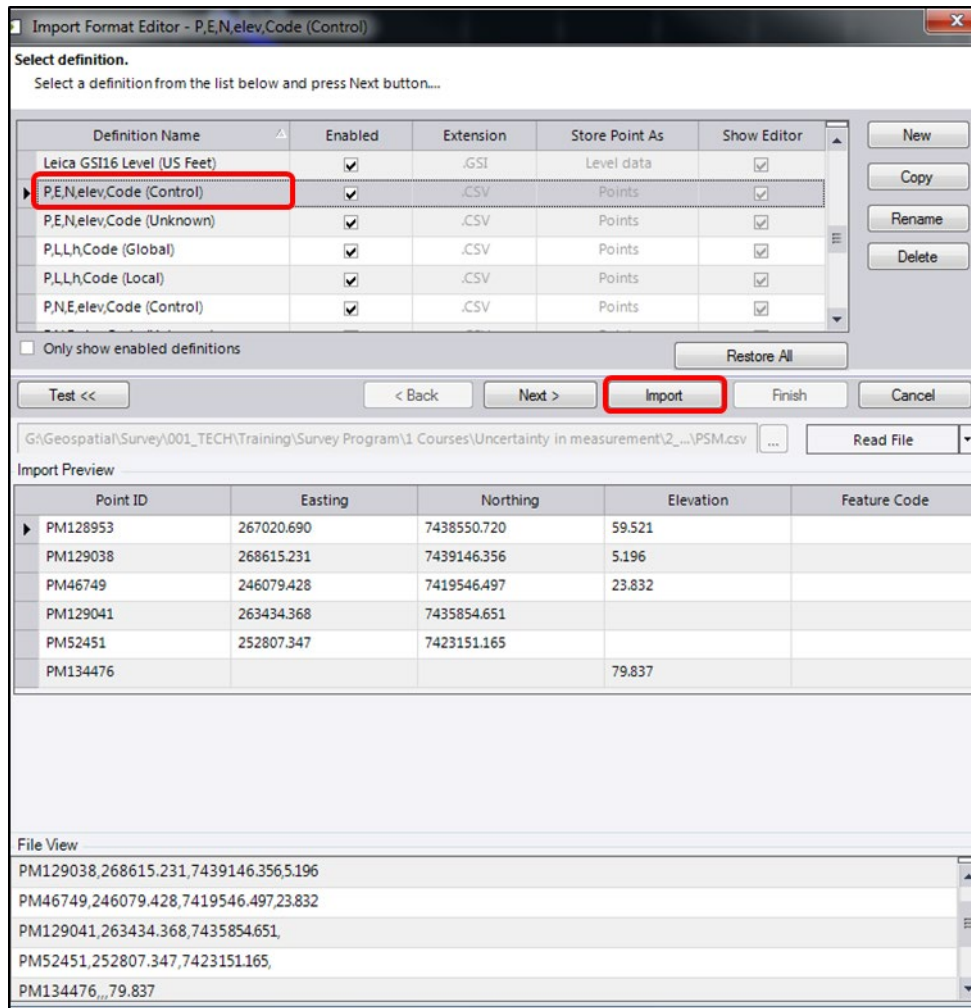 Import Format Editor - P,E,N,elev,Code (Control)
Select definition.
Select a definition from the list below and press Next button....
Definition Name Enabled Extension Store Point As Show Editor
New
Leica GSI16 Level (US Feet) .GSI Level data
Copy
P,E,N,elev,Code (Control) .CSV Points
P,E,N,elev,Code (Unknown) .CSV Points
Rename
P,L,L,h,Code (Global) .CSV Points
Delete
P,L,L,h,Code (Local) .CSV Points
P,N,E,elev,Code (Control) .CSV Points
Only show enabled definitions
Restore All
Test << < Back Next > Import Finish Cancel
G:\Geospatial\Survey\001_TECH\Training\Survey Program\1 Courses\Uncertainty in measurement\2_...\PSM.csv ... Read File
Import Preview
Point ID Easting Northing Elevation Feature Code
PM128953 267020.690 7438550.720 59.521
PM129038 268615.231 7439146.356 5.196
PM46749 246079.428 7419546.497 23.832
PM129041 263434.368 7435854.651
PM52451 252807.347 7423151.165
PM134476 79.837
File View
PM129038,268615.231,7439146.356,5.196
PM46749,246079.428,7419546.497,23.832
PM129041,263434.368,7435854.651,
PM52451,252807.347,7423151.165,
PM134476,,,79.837